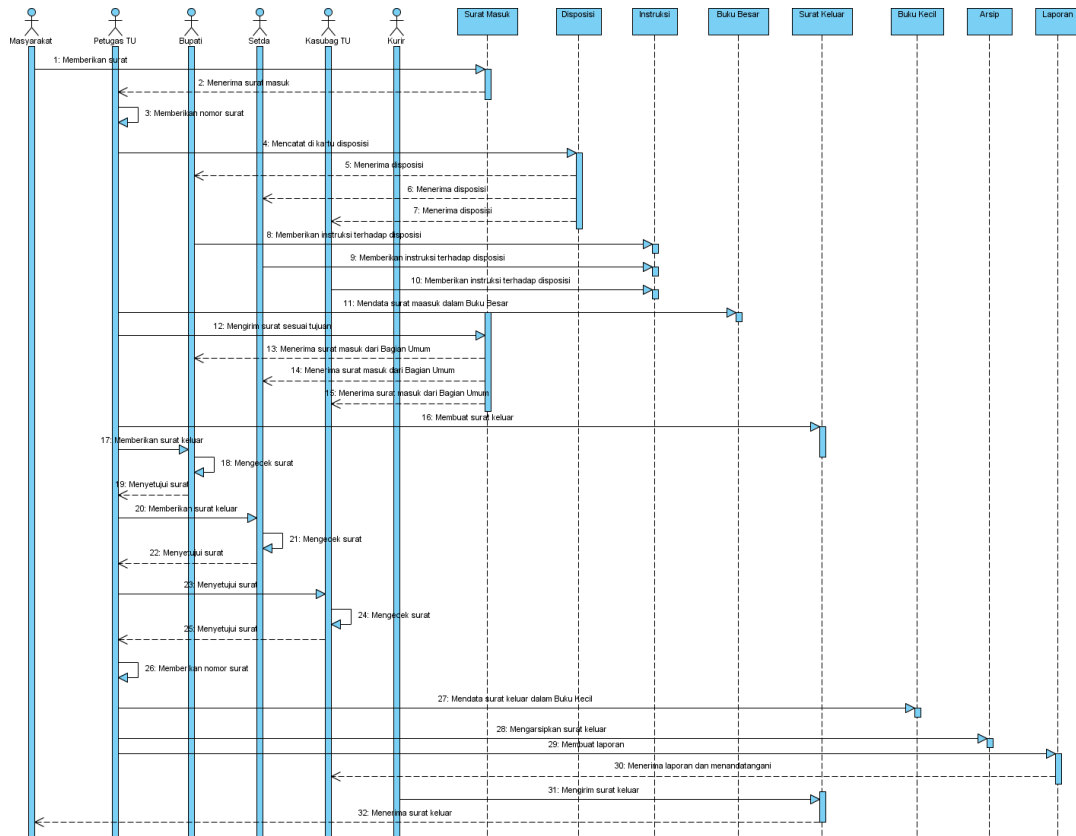 Surat Masuk
Disposisi
Instruksi
Buku Besar
Surat Keluar
Buku Kecil
Arsip
Laporan
Masyarakat
Petugas TU
Bupati
Setda
Kasubag TU
Kurir
1: Memberikan surat
2: Menerima surat masuk
3: Memberikan nomor surat
4: Mencatat di kartu disposisi
5: Menerima disposisi
6: Menerima disposisi
7: Menerima disposisi
8: Memberikan instruksi terhadap disposisi
9: Memberikan instruksi terhadap disposisi
10: Memberikan instruksi terhadap disposisi
11: Mendata surat maasuk dalam Buku Besar
12: Mengirim surat sesuai tujuan
13: Menerima surat masuk dari Bagian Umum
14: Menerima surat masuk dari Bagian Umum
15: Menerima surat masuk dari Bagian Umum
16: Membuat surat keluar
17: Memberikan surat keluar
18: Mengecek surat
19: Menyetujui surat
20: Memberikan surat keluar
21: Mengecek surat
22: Menyetujui surat
23: Menyetujui surat
24: Mengecek surat
25: Menyetujui surat
26: Memberikan nomor surat
27: Mendata surat keluar dalam Buku Kecil
28: Mengarsipkan surat keluar
29: Membuat laporan
30: Menerima laporan dan menandatangani
31: Mengirim surat keluar
32: Menerima surat keluar